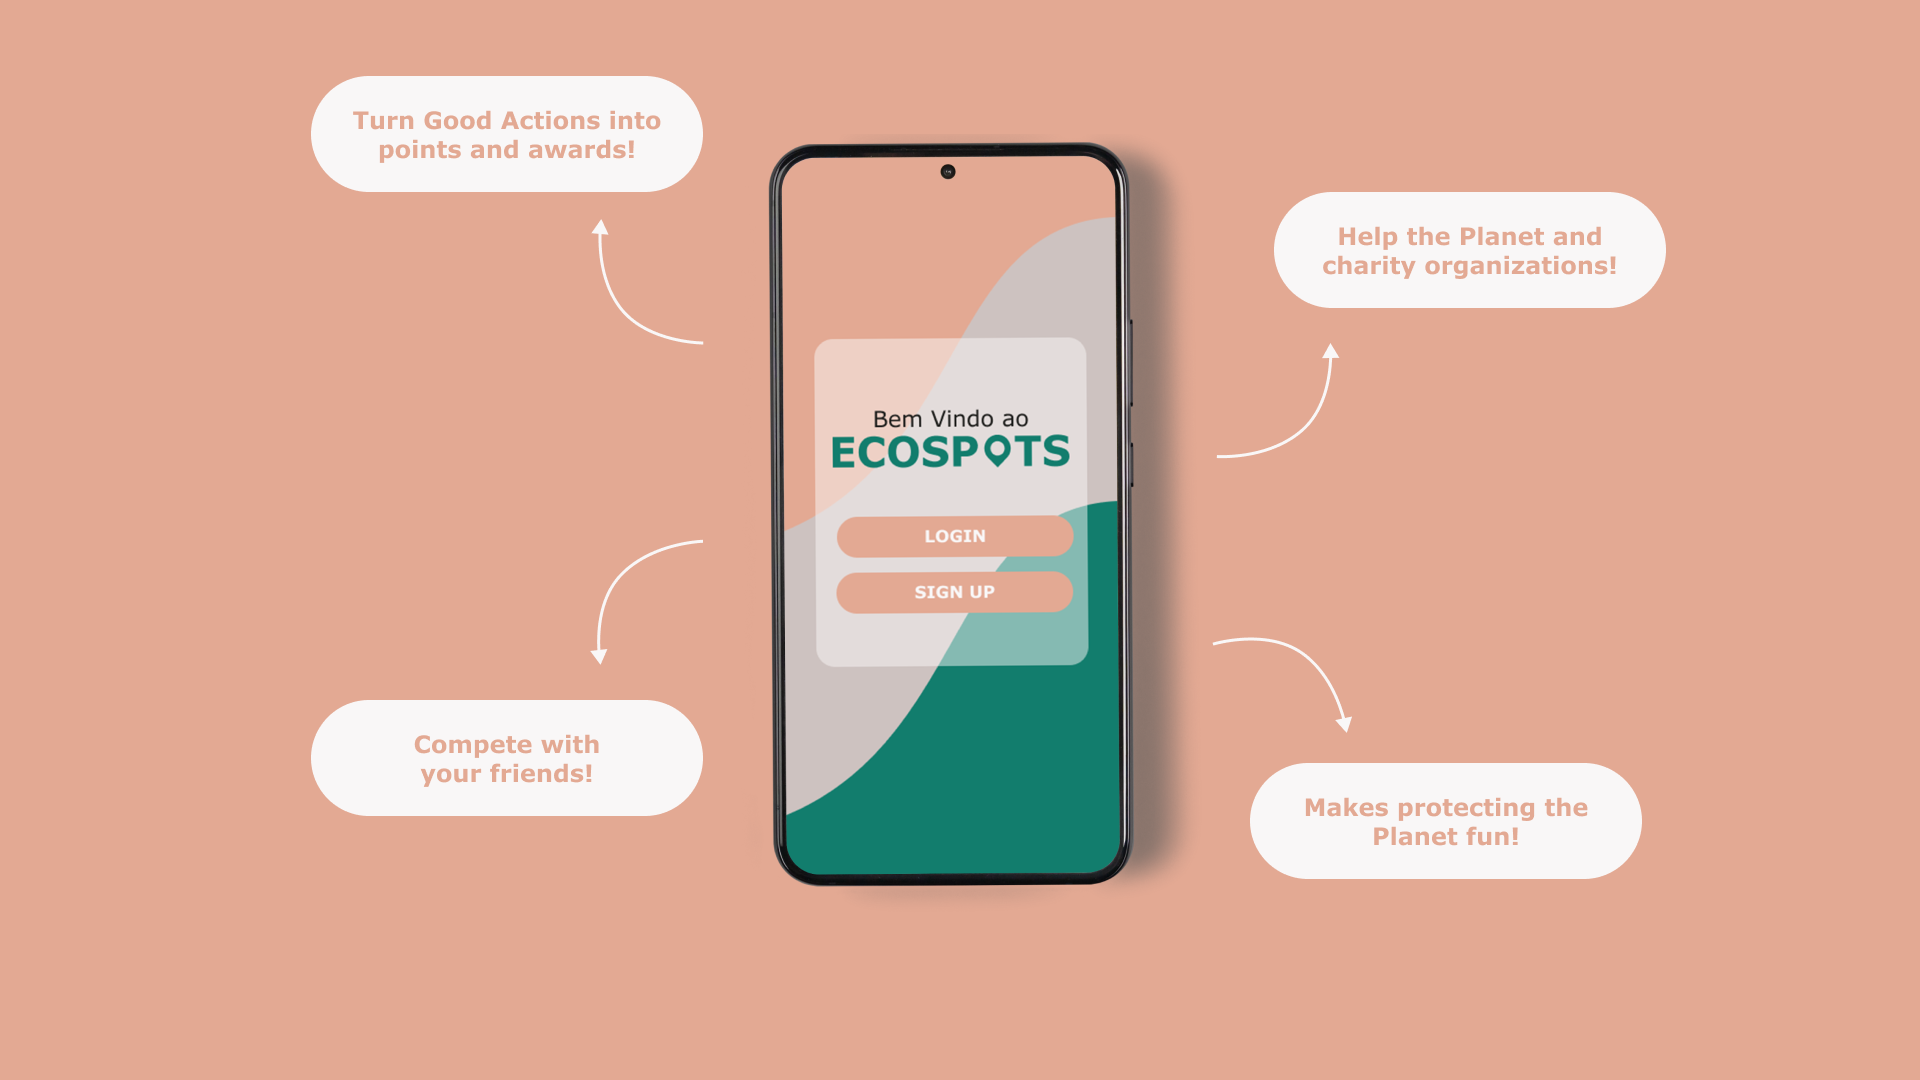 Turn Good Actions into
points and awards!
Help the Planet and
charity organizations!
Bem Vindo ao
ECOSPOTS
LOGIN
SIGN UP
Compete with
your friends!
Makes protecting the
Planet fun!